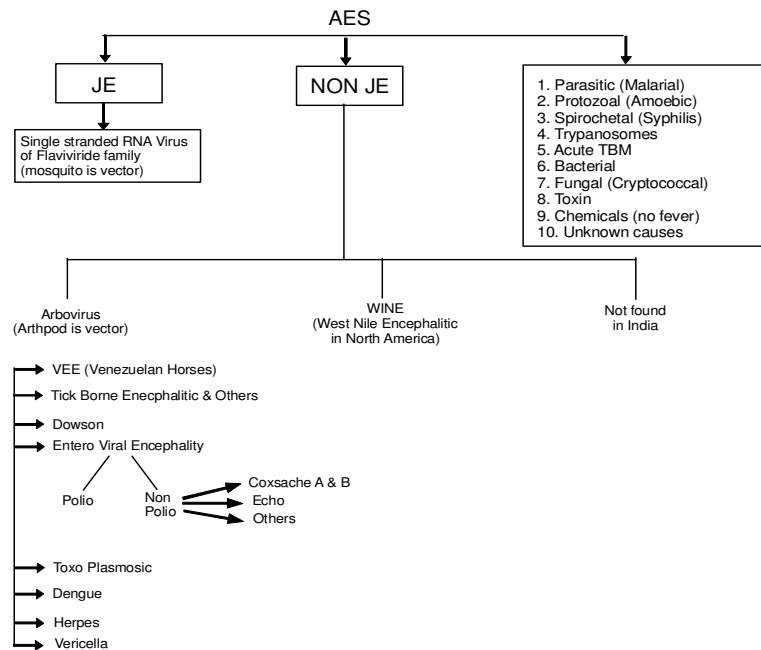 AES
JE
NON JE
1. Parasitic (Malarial)
2. Protozoal (Amoebic)
3. Spirochetal (Syphilis)
4. Trypanosomes
5. Acute TBM
6. Bacterial
7. Fungal (Cryptococcal)
8. Toxin
9. Chemicals (no fever)
10. Unknown causes
Single stranded RNA Virus
of Flaviviride family
(mosquito is vector)
Arbovirus
(Arthpod is vector)
WINE
(West Nile Encephalitic
in North America)
Not found
in India
VEE (Venezuelan Horses)
Tick Borne Enecphalitic & Others
Dowson
Entero Viral Encephality
Polio
Non
Polio
Coxsache A & B
Echo
Others
Toxo Plasmosic
Dengue
Herpes
Vericella